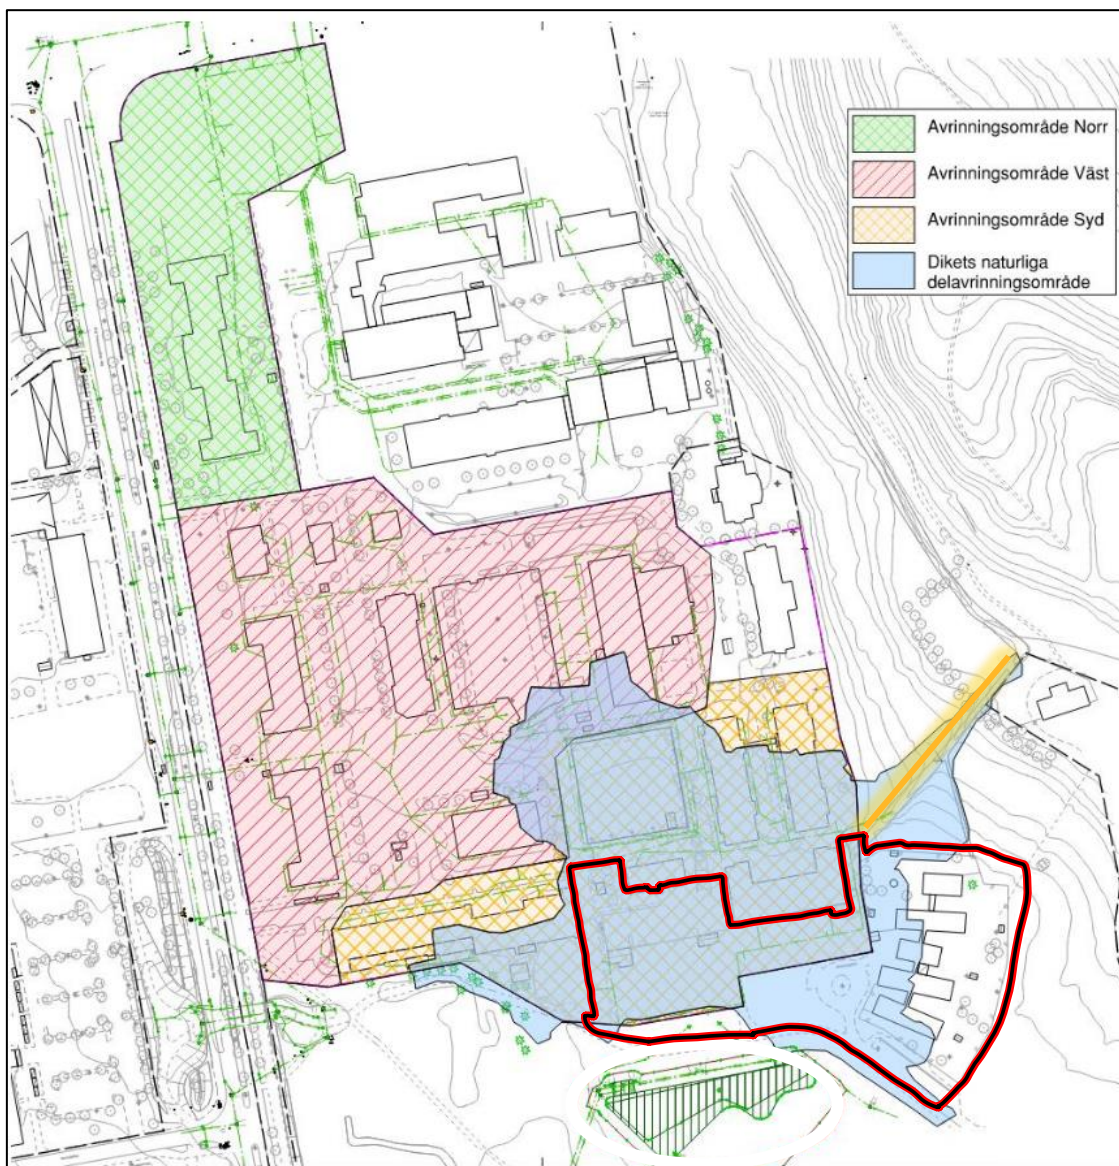 Avrinningsområde Norr
Avrinningsområde Väst
Avrinningsområde Syd
Dikets naturliga
delavrinningsområde